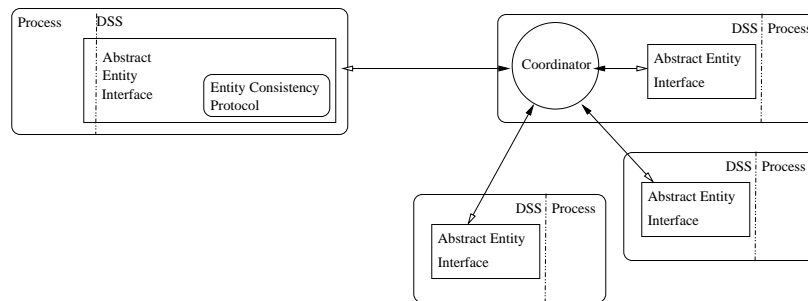 Process
DSS
Abstract
Entity
Interface
Entity Consistency
Protocol
Coordinator
DSS
Process
Abstract Entity
Interface
DSS
Process
Abstract Entity
Interface
DSS
Process
Abstract Entity
Interface